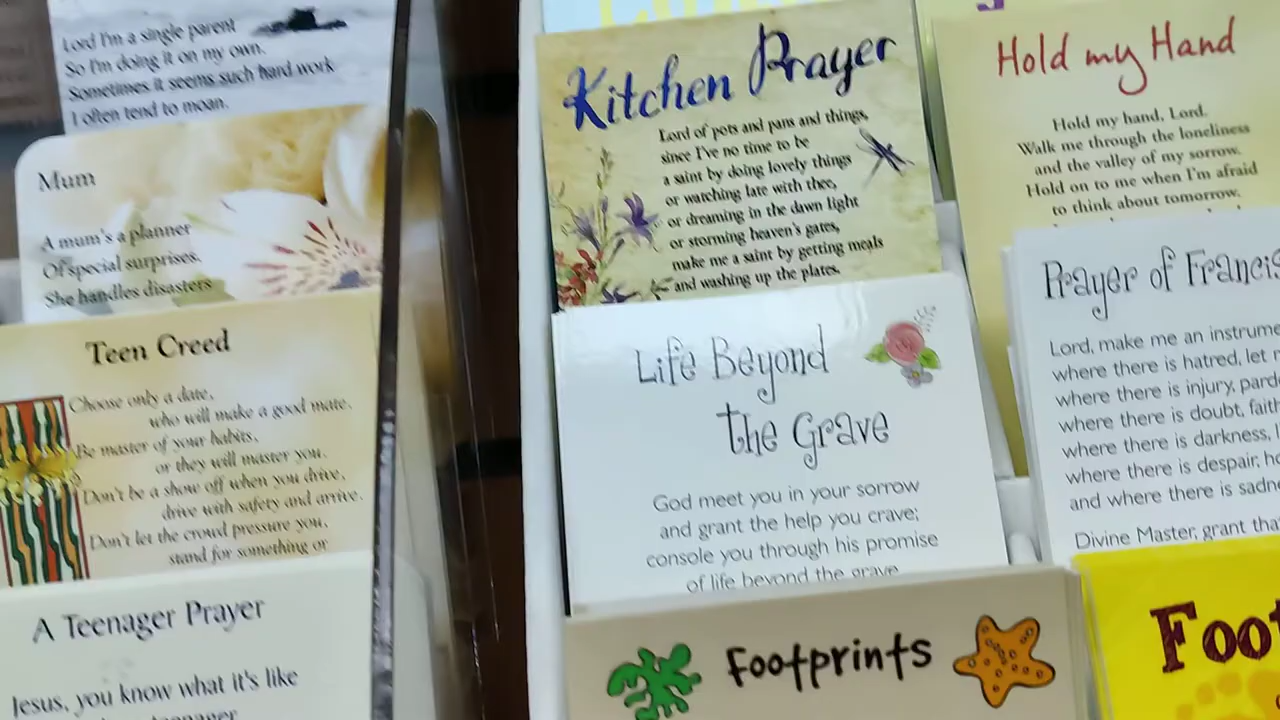 Lord I'm a single parent
So I'm doing it on my own.
Sometimes it seems such hard work
I often tend to moan.
Mum
A mum's a planner
Of special surprises.
She handles disasters
Teen Creed
Choose only a date,
who will make a good mate.
Be master of your habits,
or they will master you.
Don't be a show off when you drive,
drive with safety and arrive.
Don't let the crowd pressure you,
stand for something or
A Teenager Prayer
Jesus, you know what it's like
teenager
Kitchen Prayer
Lord of pots and pans and things,
since I've no time to be
a saint by doing lovely things
or watching late with thee,
or dreaming in the dawn light
or storming heaven's gates,
make me a saint by getting meals
and washing up the plates.
Life Beyond
the Grave
God meet you in your sorrow
and grant the help you crave;
console you through his promise
of life beyond the grave
Footprints
Hold my Hand
Hold my hand, Lord.
Walk me through the loneliness
and the valley of my sorrow.
Hold on to me when I'm afraid
to think about tomorrow.
Prayer of Francis
Lord, make me an instrume
where there is hatred, let
where there is injury, pard
where there is doubt, faith
where there is darkness,
where there is despair, ho
and where there is sadne
Divine Master, grant tha
Foot